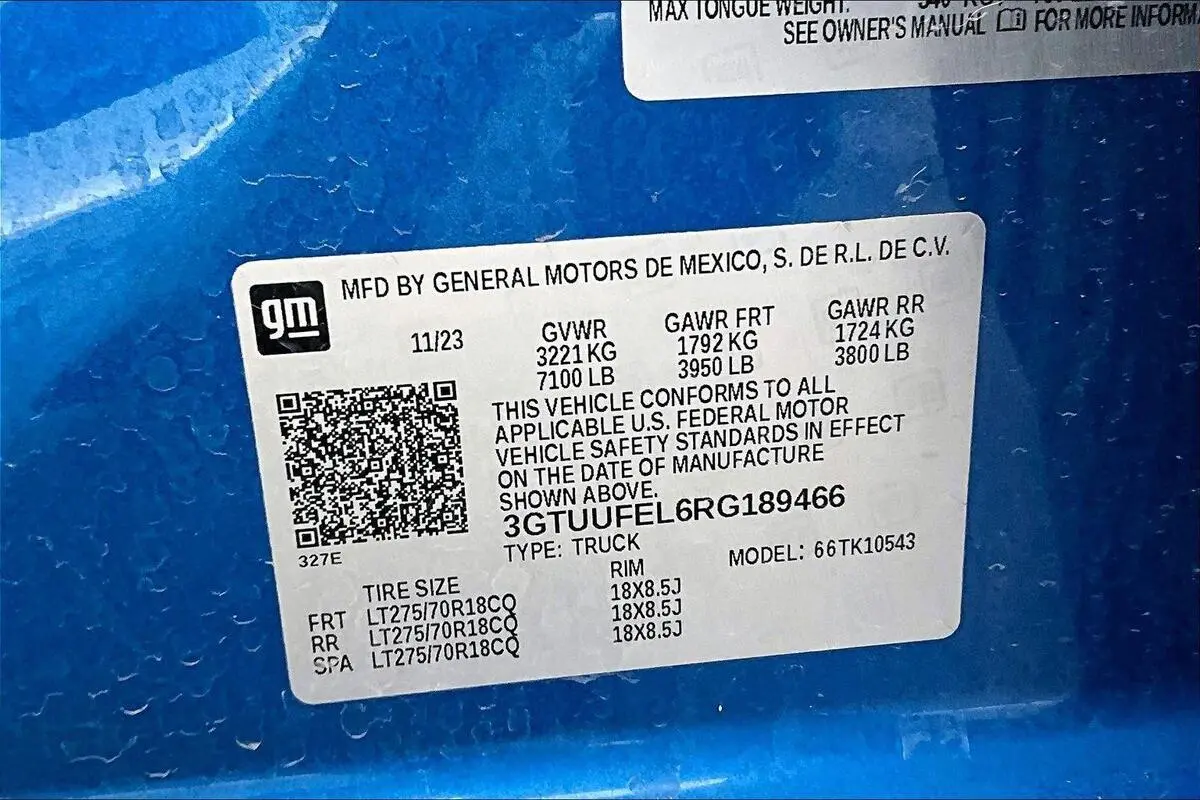 MAX TONGUE WEIGHT:
SEE OWNER'S MANUAL FOR MORE INFORM
gm
MFD BY GENERAL MOTORS DE MEXICO, S. DE R.L. DE C.V.
11/23
GVWR GAWR FRT GAWR RR
3221 KG 1792 KG 1724 KG
7100 LB 3950 LB 3800 LB
THIS VEHICLE CONFORMS TO ALL
APPLICABLE U.S. FEDERAL MOTOR
VEHICLE SAFETY STANDARDS IN EFFECT
ON THE DATE OF MANUFACTURE
SHOWN ABOVE.
3GTUUFEL6RG189466
327E
TYPE: TRUCK MODEL: 66TK10543
TIRE SIZE RIM
FRT LT275/70R18CQ 18X8.5J
RR LT275/70R18CQ 18X8.5J
SPA LT275/70R18CQ 18X8.5J